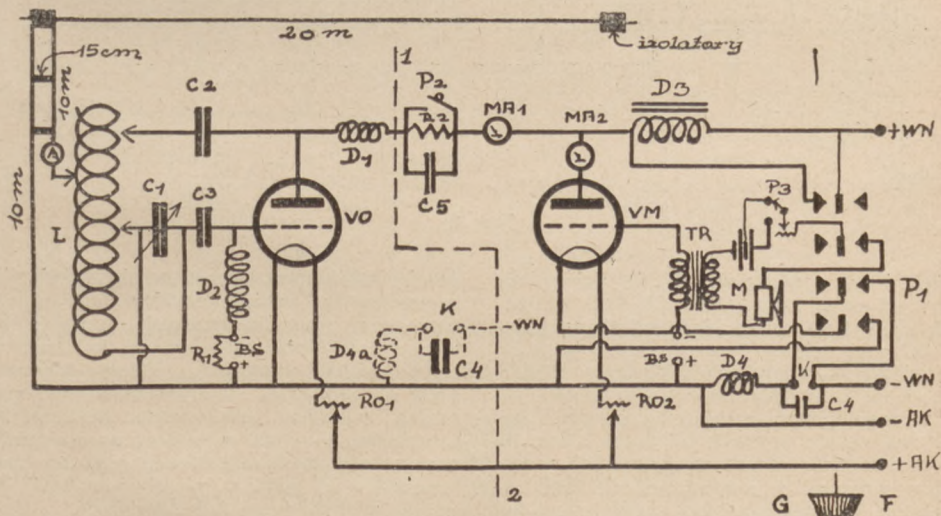 20 m
izolatory
15cm
10m
10m
A
L
C2
C1
C3
D2
R1
BS
-
+
VO
D1
1
P2
R2
C5
MA1
MA2
D3
+WN
VM
TR
M
P3
P1
D4a
K
-WN
C4
BS
-
+
D4
K
C4
-WN
-AK
+AK
RO1
RO2
2
G F